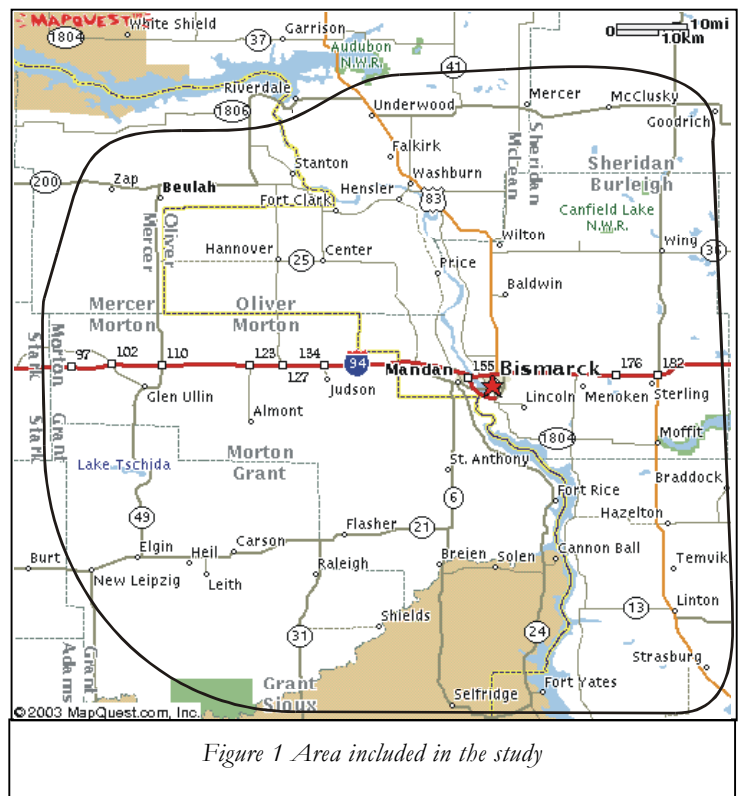 MAPQUEST
White Shield
Garrison
10mi
0
10km
1804
37
Audubon
N.W.R.
41
Riverdale
Mercer
McClusky
1806
Underwood
Goodrich
Sheridan
McLean
Falkirk
Stanton
Sheridan
Burleigh
200
Zap
Beulah
Washburn
Hensler
Fort Clark
83
Canfield Lake
N.W.R.
Mercer
Oliver
Wilton
Wing
36
Hannover
25
Center
Price
Baldwin
Mercer
Morton
Oliver
Morton
Stark
Morton
97
102
110
123
127
134
94
Mandan
155
Bismarck
176
182
Judson
Glen Ullin
Lincoln
Menoken
Sterling
Almont
Stark
Grant
1804
Moffit
Morton
Grant
Lake Tschida
St. Anthony
Braddock
6
Fort Rice
49
Hazelton
Flasher
21
Carson
Elgin
Heil
Burt
New Leipzig
Leith
Raleigh
Breien
Solen
Cannon Ball
Temvik
Linton
13
Shields
31
24
Strasburg
Grant
Adams
Grant
Sioux
Selfridge
Fort Yates
©2003 MapQuest.com, Inc.
Figure 1 Area included in the study